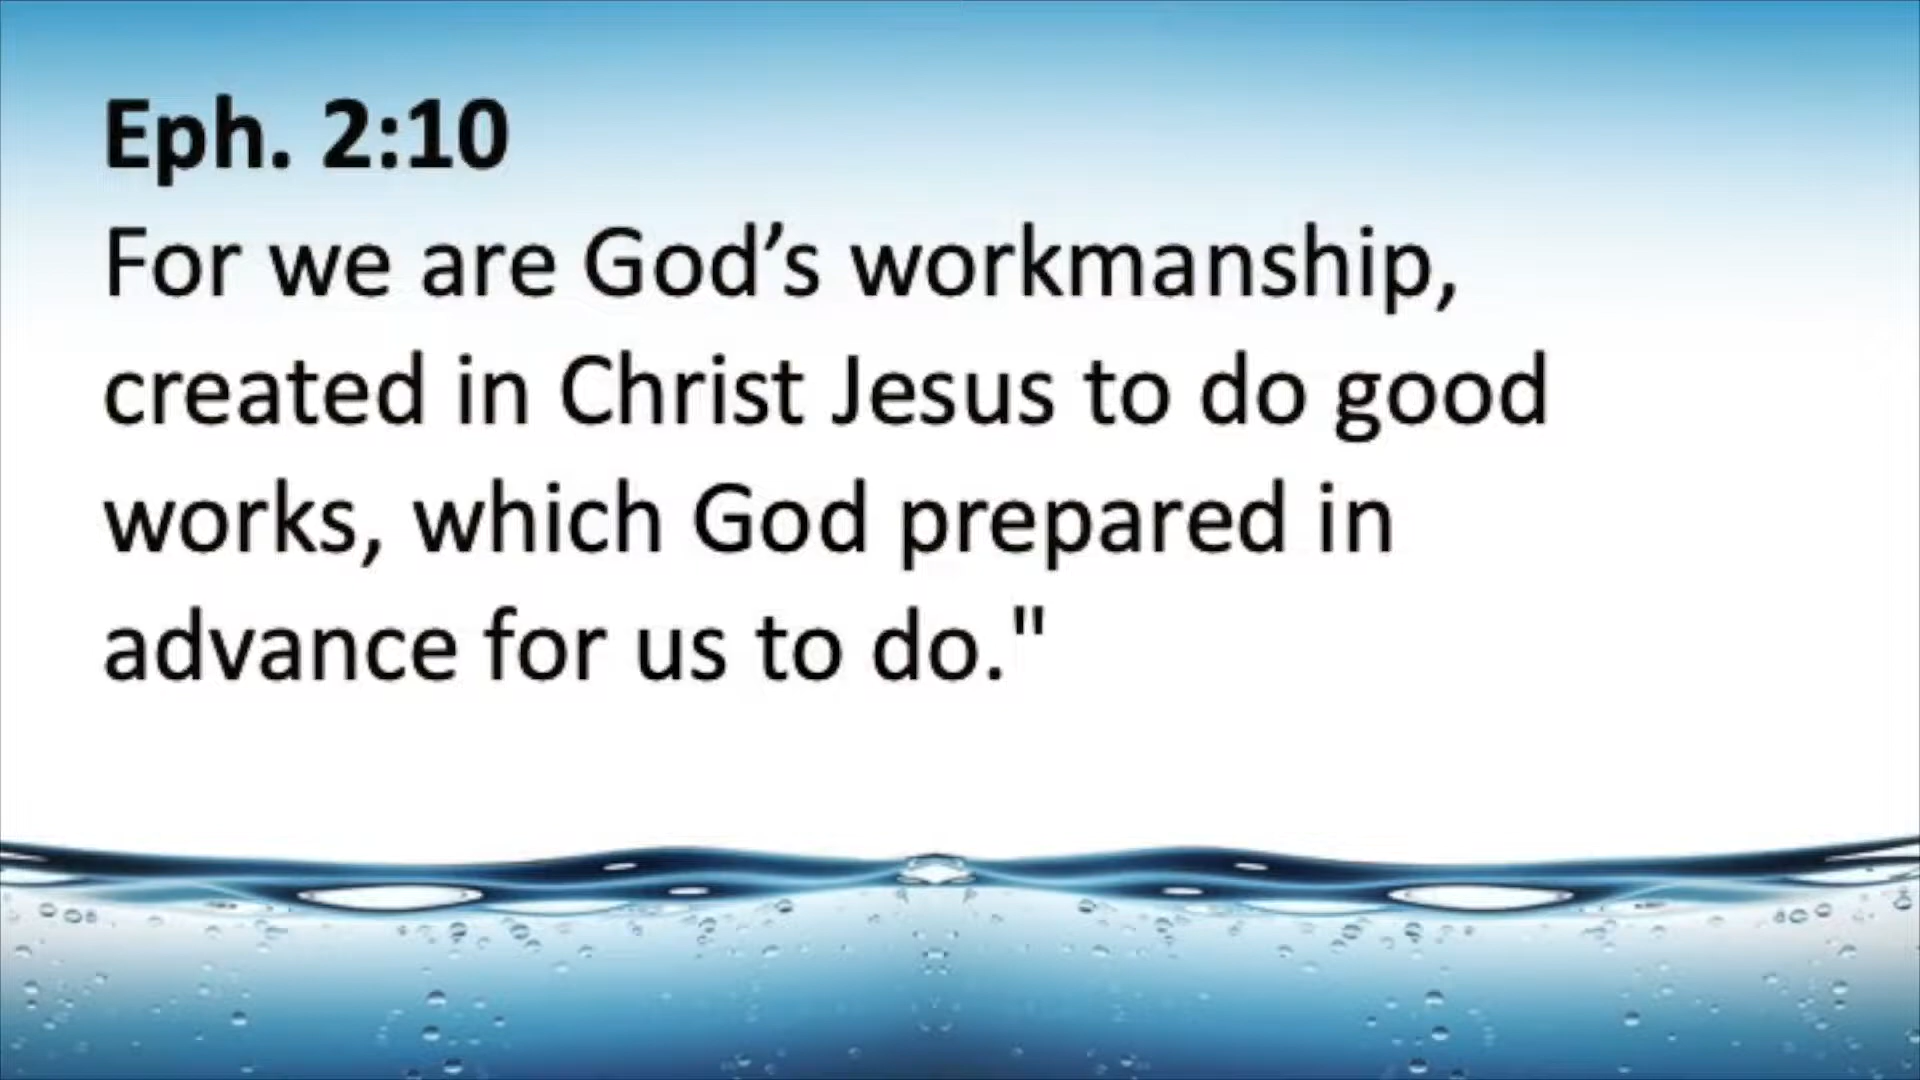 Eph. 2:10
For we are God’s workmanship,
created in Christ Jesus to do good
works, which God prepared in
advance for us to do."